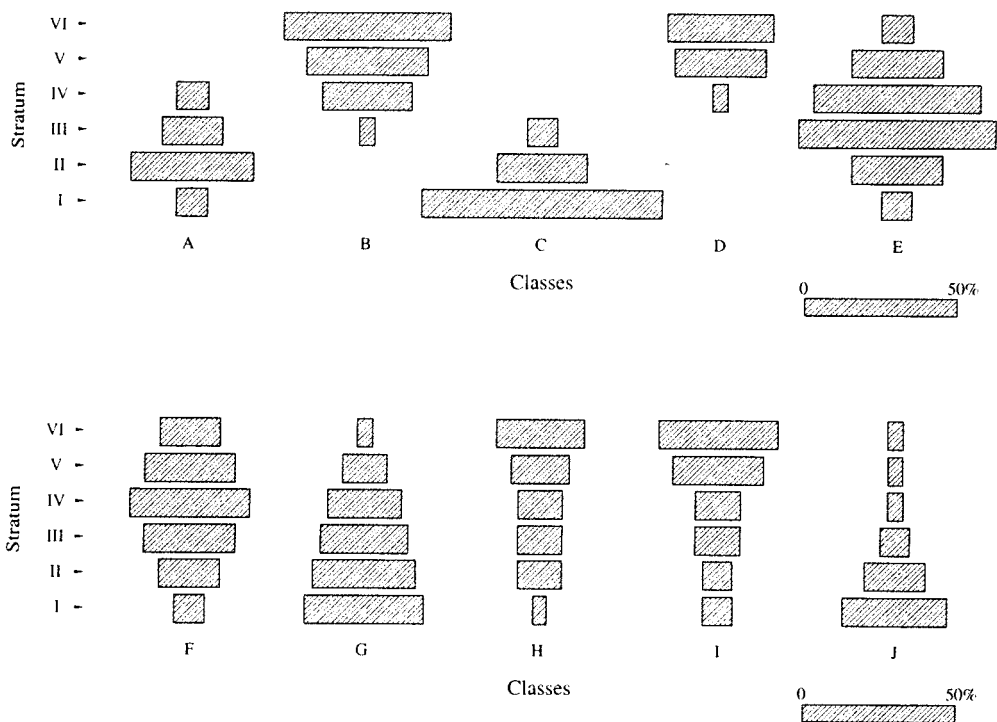 VI
V
IV
III
II
I
Stratum
A B C D E
Classes
0 50%
VI
V
IV
III
II
I
Stratum
F G H I J
Classes
0 50%